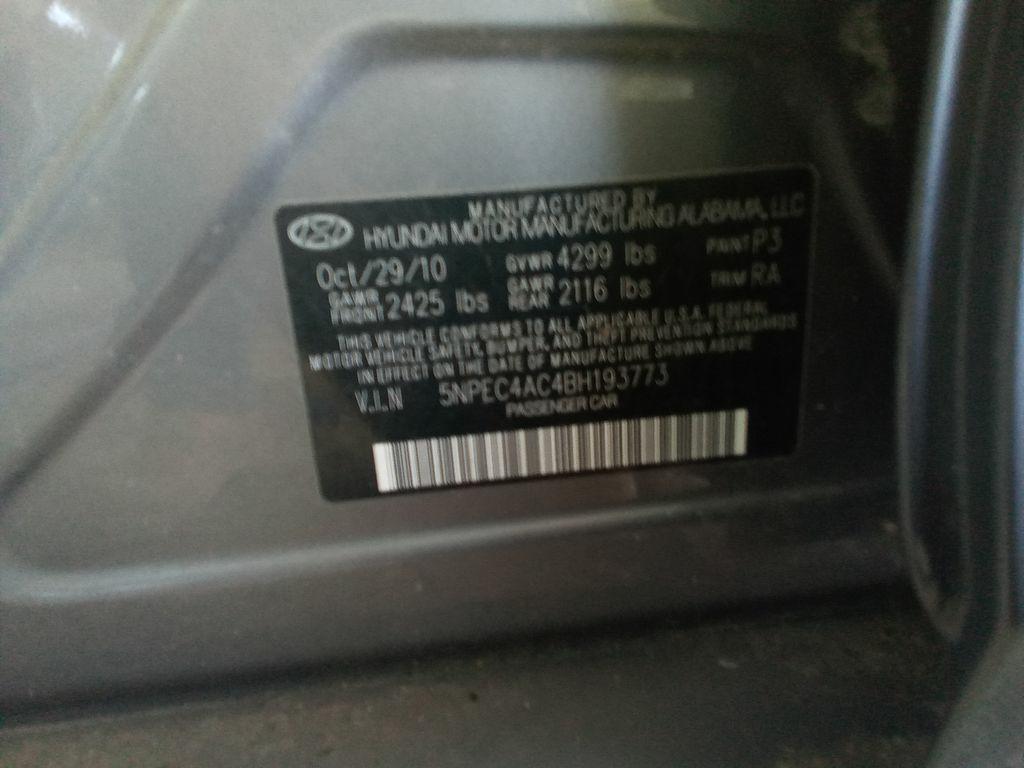 MANUFACTURED BY
HYUNDAI MOTOR MANUFACTURING ALABAMA, LLC
Oct/29/10 GVWR 4299 lbs PAINT P3
GAWR FRONT 2425 lbs GAWR REAR 2116 lbs TRIM RA
THIS VEHICLE CONFORMS TO ALL APPLICABLE U.S.A. FEDERAL
MOTOR VEHICLE SAFETY, BUMPER, AND THEFT PREVENTION STANDARDS
IN EFFECT ON THE DATE OF MANUFACTURE SHOWN ABOVE
V.I.N 5NPEC4AC4BH193773
PASSENGER CAR